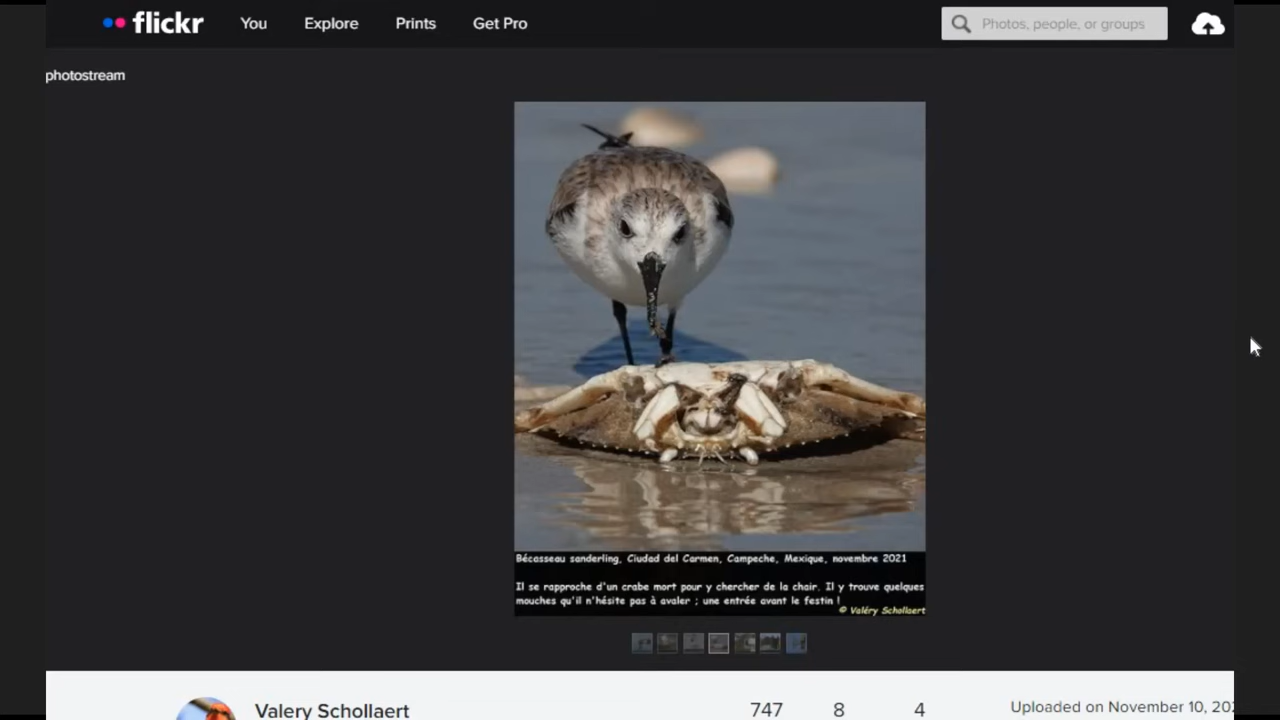 flickr You Explore Prints Get Pro Photos, people, or groups
photostream
Bécasseau sanderling, Ciudad del Carmen, Campeche, Mexique, novembre 2021
Il se rapproche d'un crabe mort pour y chercher de la chair. Il y trouve quelques
mouches qu'il n'hésite pas à avaler ; une entrée avant le festin !
© Valéry Schollaert
Valery Schollaert 747 8 4 Uploaded on November 10,